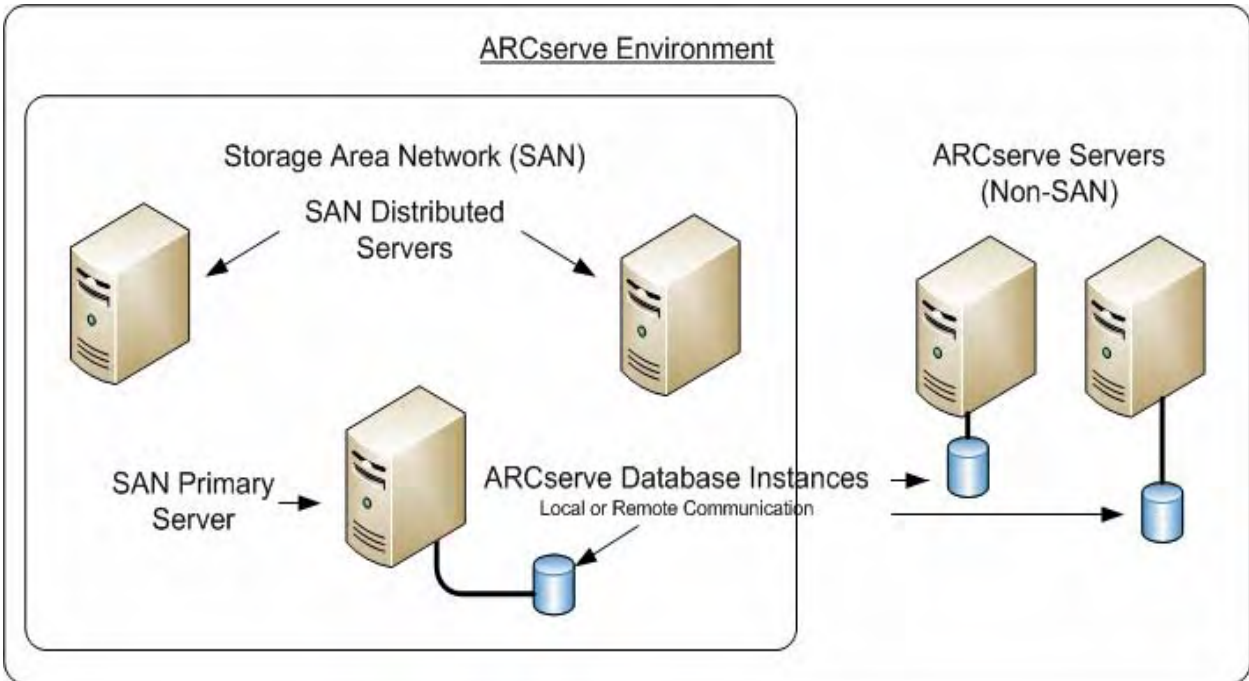 ARCserve Environment
Storage Area Network (SAN)
SAN Distributed
Servers
ARCserve Servers
(Non-SAN)
SAN Primary
Server
ARCserve Database Instances
Local or Remote Communication